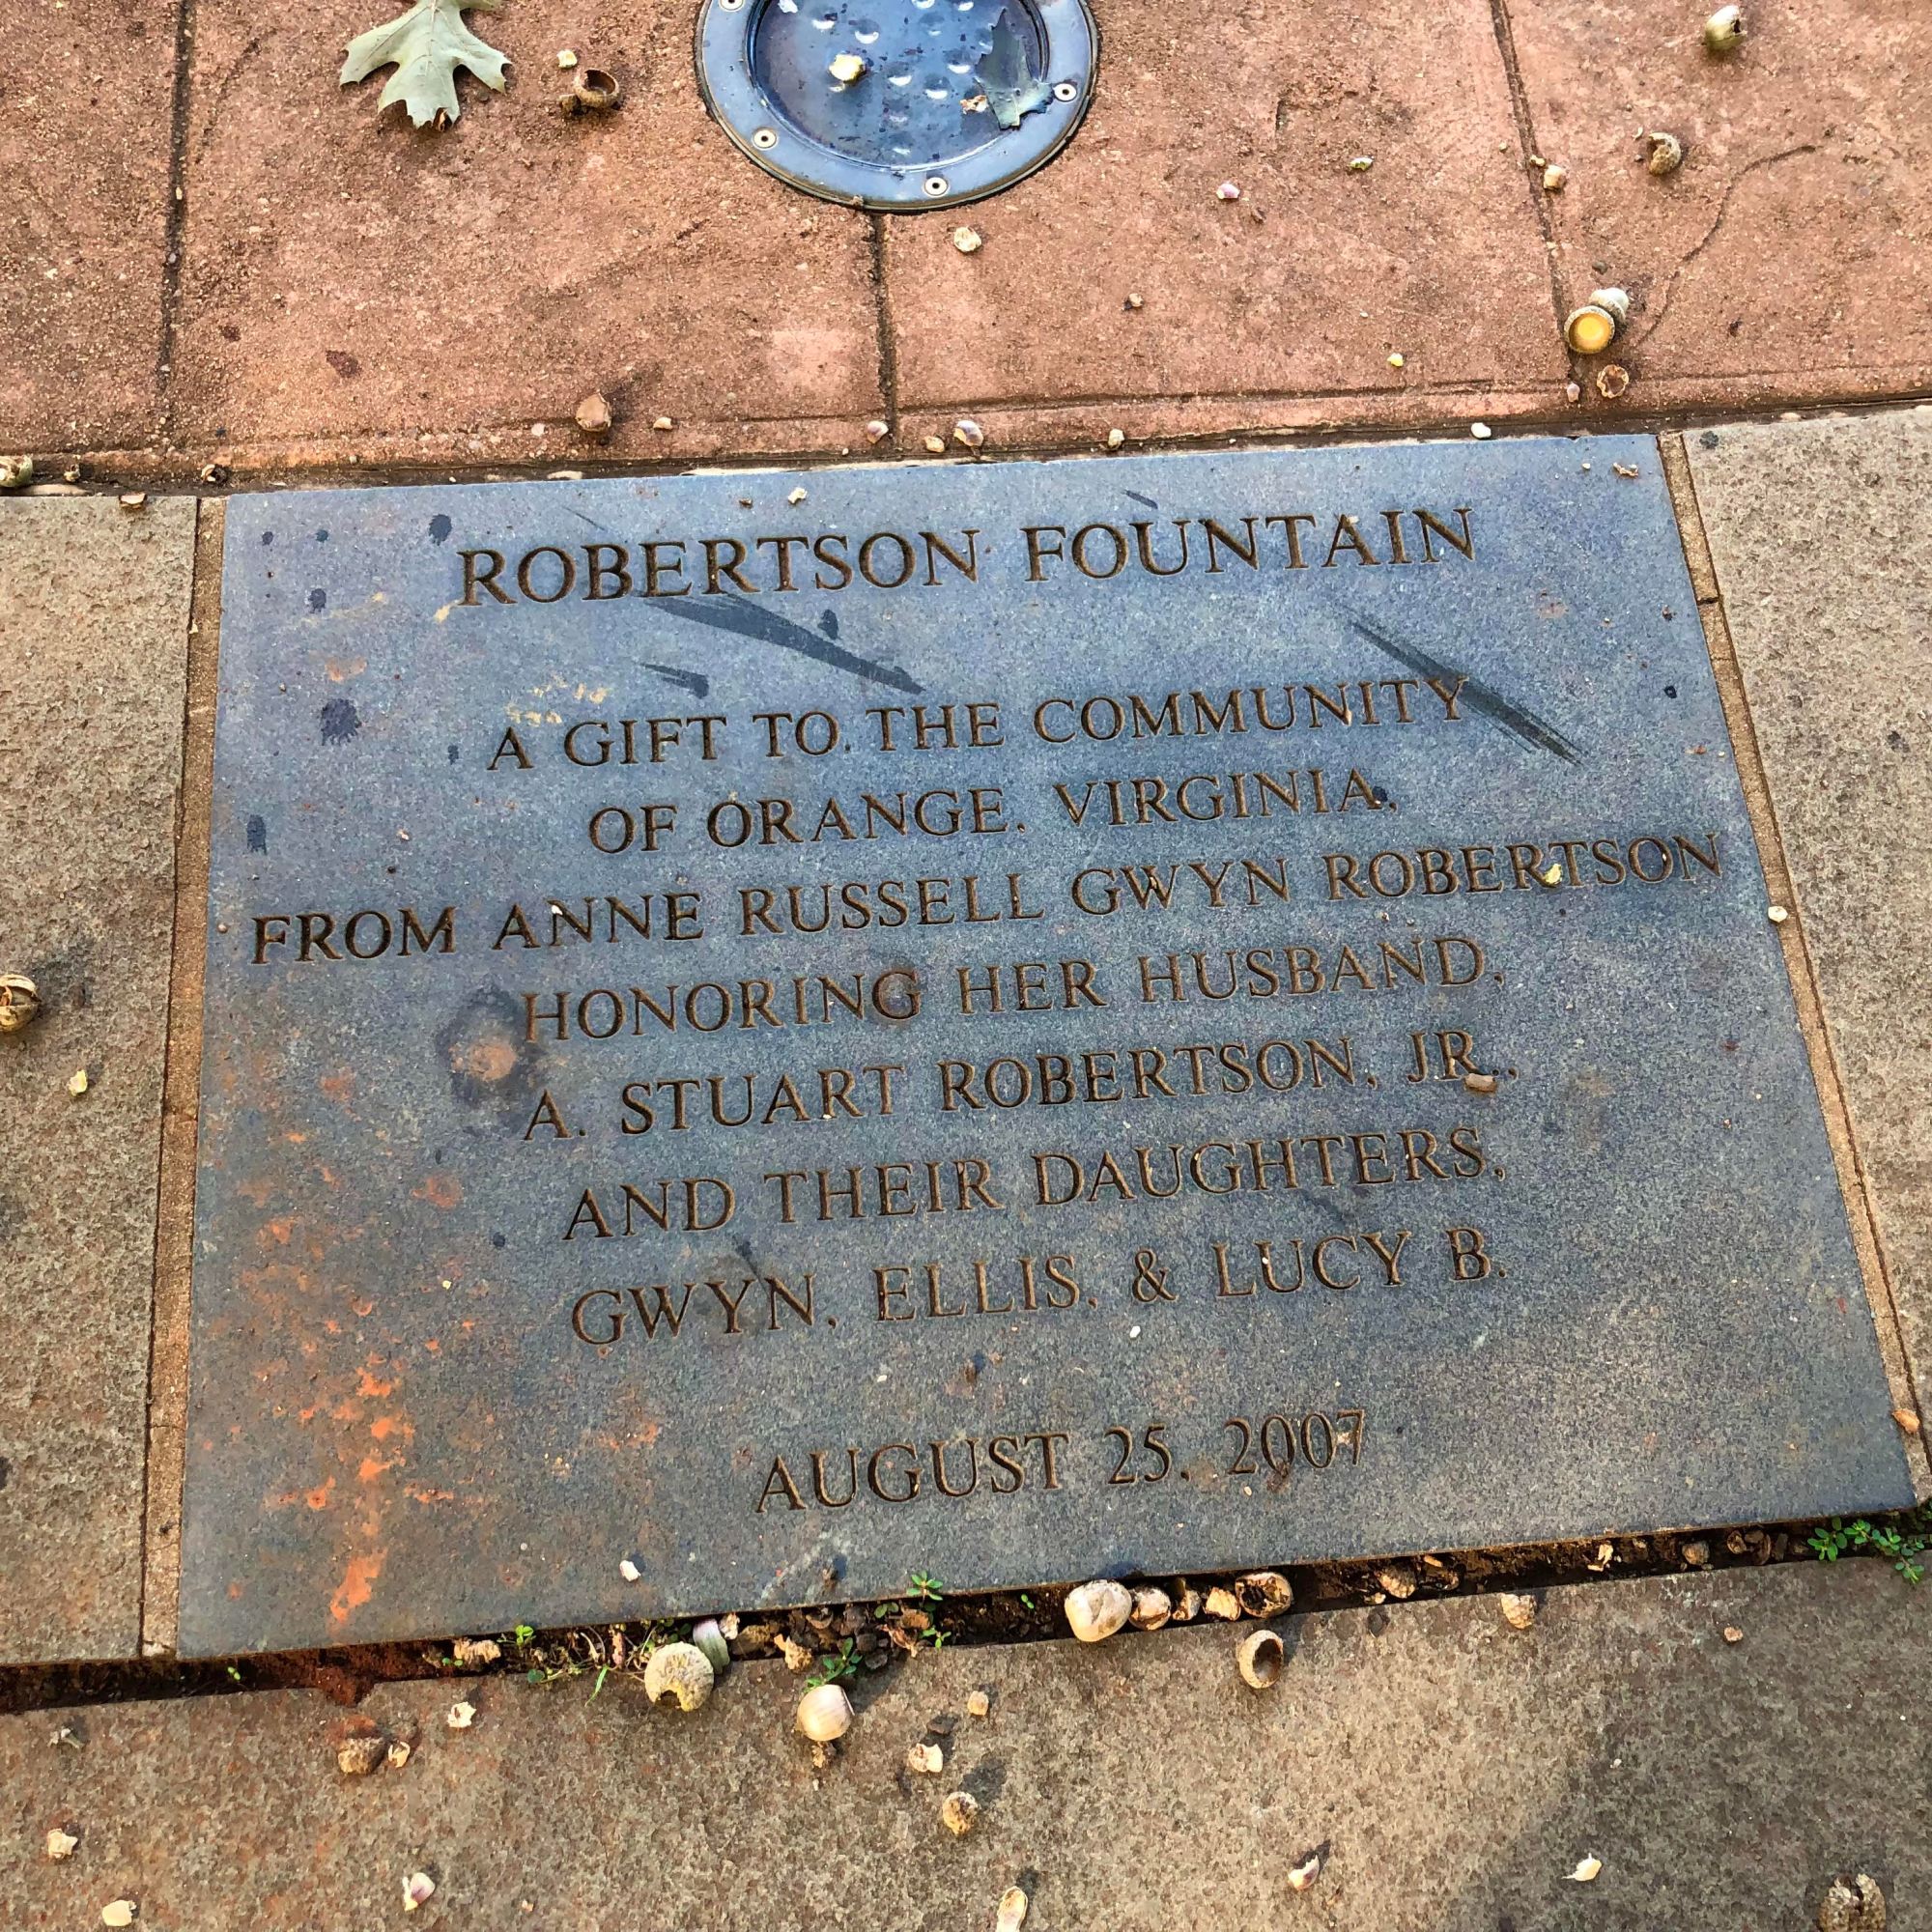 ROBERTSON FOUNTAIN
A GIFT TO THE COMMUNITY
OF ORANGE, VIRGINIA,
FROM ANNE RUSSELL GWYN ROBERTSON
HONORING HER HUSBAND,
A. STUART ROBERTSON, JR.,
AND THEIR DAUGHTERS,
GWYN, ELLIS, & LUCY B.
AUGUST 25, 2007